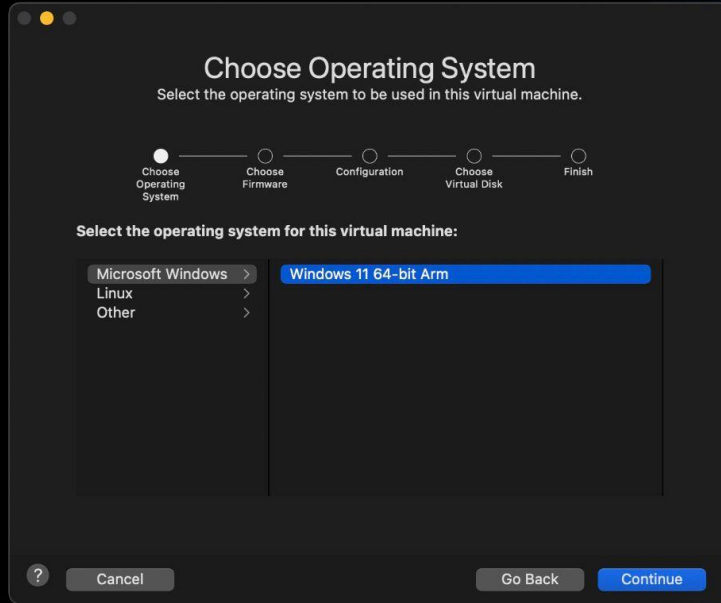 Choose Operating System
Select the operating system to be used in this virtual machine.
Choose
Operating
System
Choose
Firmware
Configuration
Choose
Virtual Disk
Finish
Select the operating system for this virtual machine:
Microsoft Windows
Windows 11 64-bit Arm
Linux
Other
?
Cancel
Go Back
Continue